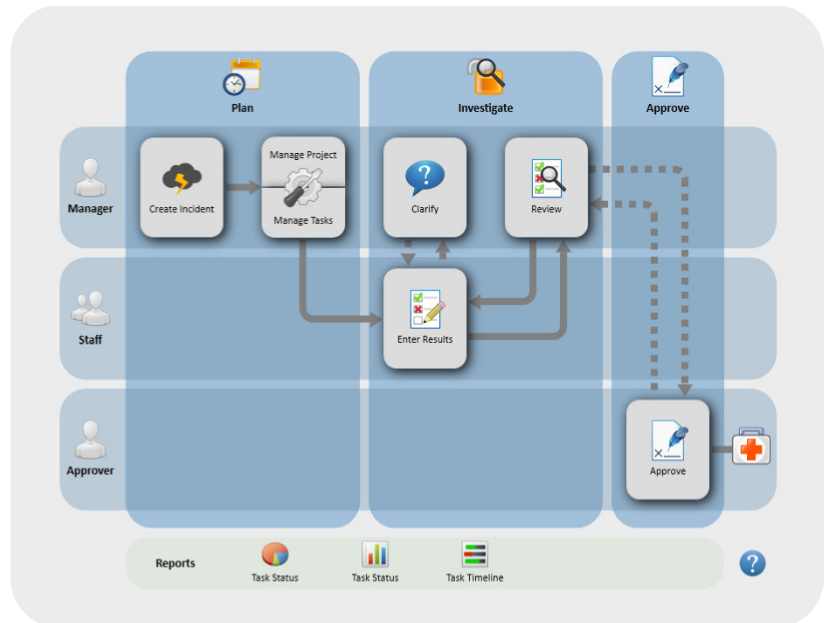 Plan
Investigate
Approve
Manager
Create Incident
Manage Project
Manage Tasks
Clarify
Review
Staff
Enter Results
Approver
Approve
Reports
Task Status
Task Status
Task Timeline